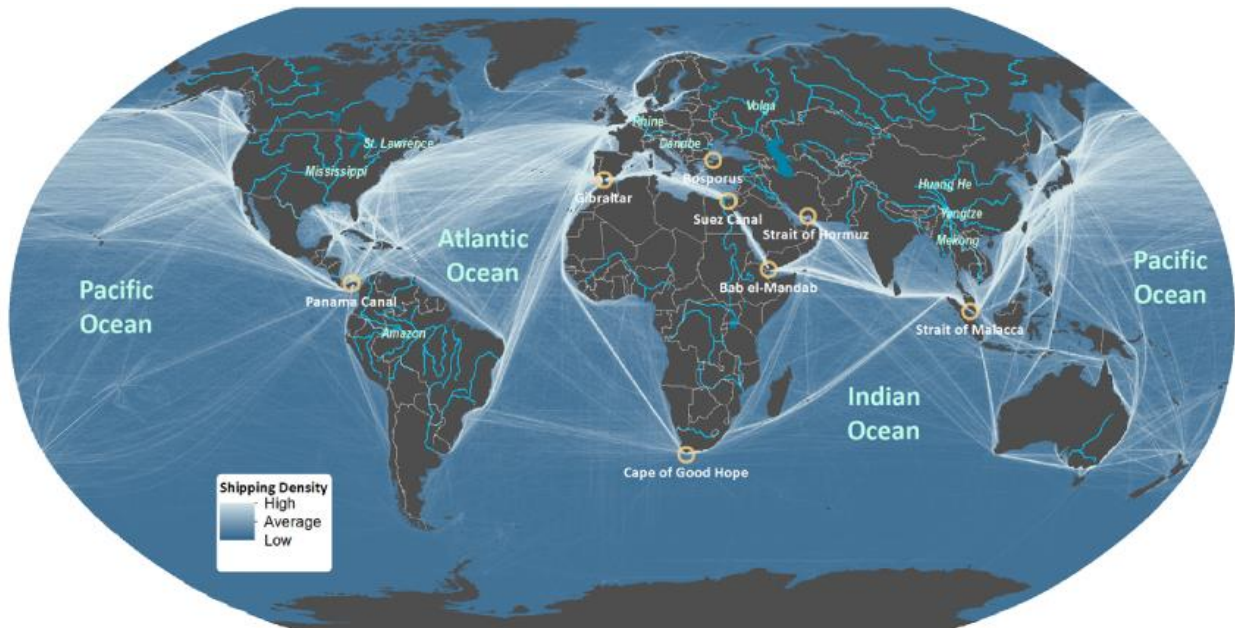 Volga
Rhine
St. Lawrence
Danube
Mississippi
Bosporus
Huang He
Gibraltar
Suez Canal
Yangtze
Strait of Hormuz
Mekong
Atlantic
Ocean
Pacific
Ocean
Pacific
Ocean
Bab el-Mandab
Panama Canal
Strait of Malacca
Amazon
Indian
Ocean
Cape of Good Hope
Shipping Density
High
Average
Low